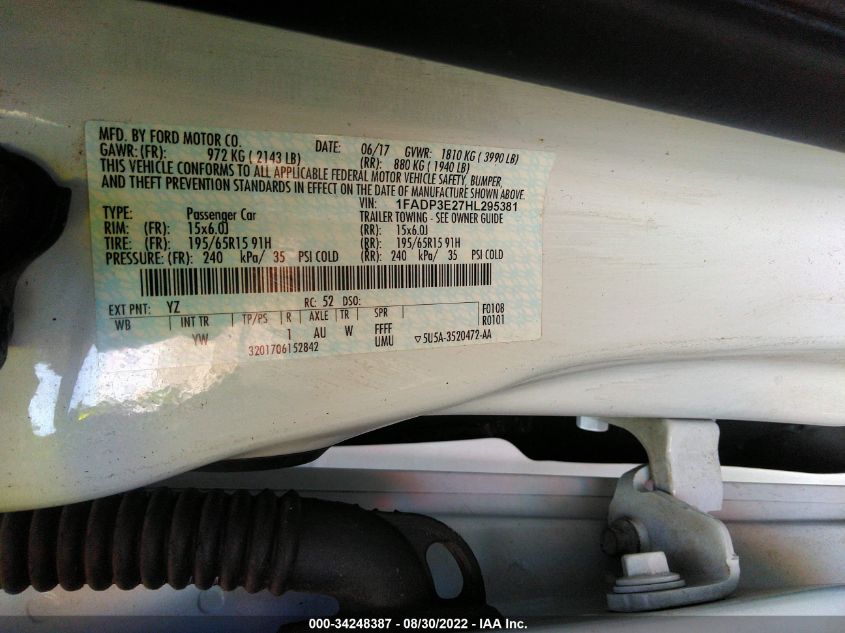 MFD. BY FORD MOTOR CO. DATE: 06/17 GVWR: 1810 KG ( 3990 LB)
GAWR: (FR): 972 KG ( 2143 LB) (RR): 880 KG ( 1940 LB)
THIS VEHICLE CONFORMS TO ALL APPLICABLE FEDERAL MOTOR VEHICLE SAFETY, BUMPER,
AND THEFT PREVENTION STANDARDS IN EFFECT ON THE DATE OF MANUFACTURE SHOWN ABOVE.
VIN: 1FADP3E27HL295381
TYPE: Passenger Car TRAILER TOWING - SEE OWNER GUIDE
RIM: (FR): 15x6.0J (RR): 15x6.0J
TIRE: (FR): 195/65R15 91H (RR): 195/65R15 91H
PRESSURE: (FR): 240 kPa/ 35 PSI COLD (RR): 240 kPa/ 35 PSI COLD
EXT PNT: YZ RC: 52 DSO:
WB INT TR TP/PS R AXLE TR SPR F0108
R0101
YW 1 AU W FFFF
UMU
3201706152842 ▽5U5A-3520472-AA
000-34248387 - 08/30/2022 - IAA Inc.